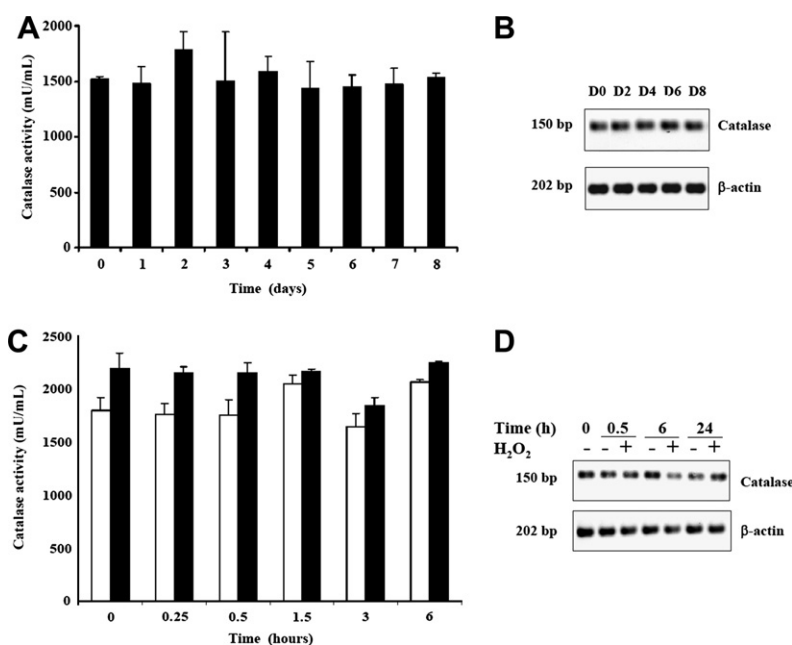 A
Catalase activity (mU/mL)
2000
1500
1000
500
0
0 1 2 3 4 5 6 7 8
Time (days)
B
D0 D2 D4 D6 D8
150 bp Catalase
202 bp β-actin
C
Catalase activity (mU/mL)
2500
2000
1500
1000
500
0
0 0.25 0.5 1.5 3 6
Time (hours)
D
Time (h) 0 0.5 6 24
H₂O₂ - - + - + - +
150 bp Catalase
202 bp β-actin